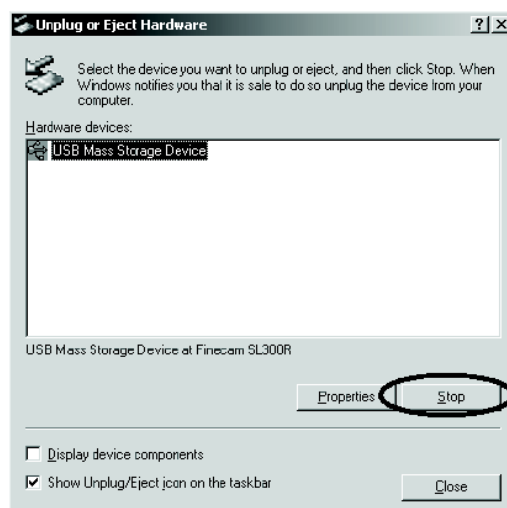 Unplug or Eject Hardware
Select the device you want to unplug or eject, and then click Stop. When
Windows notifies you that it is sale to do so unplug the device from your
computer.
Hardware devices:
USB Mass Storage Device
USB Mass Storage Device at Finecam SL300R
Properties
Stop
Display device components
Show Unplug/Eject icon on the taskbar
Close